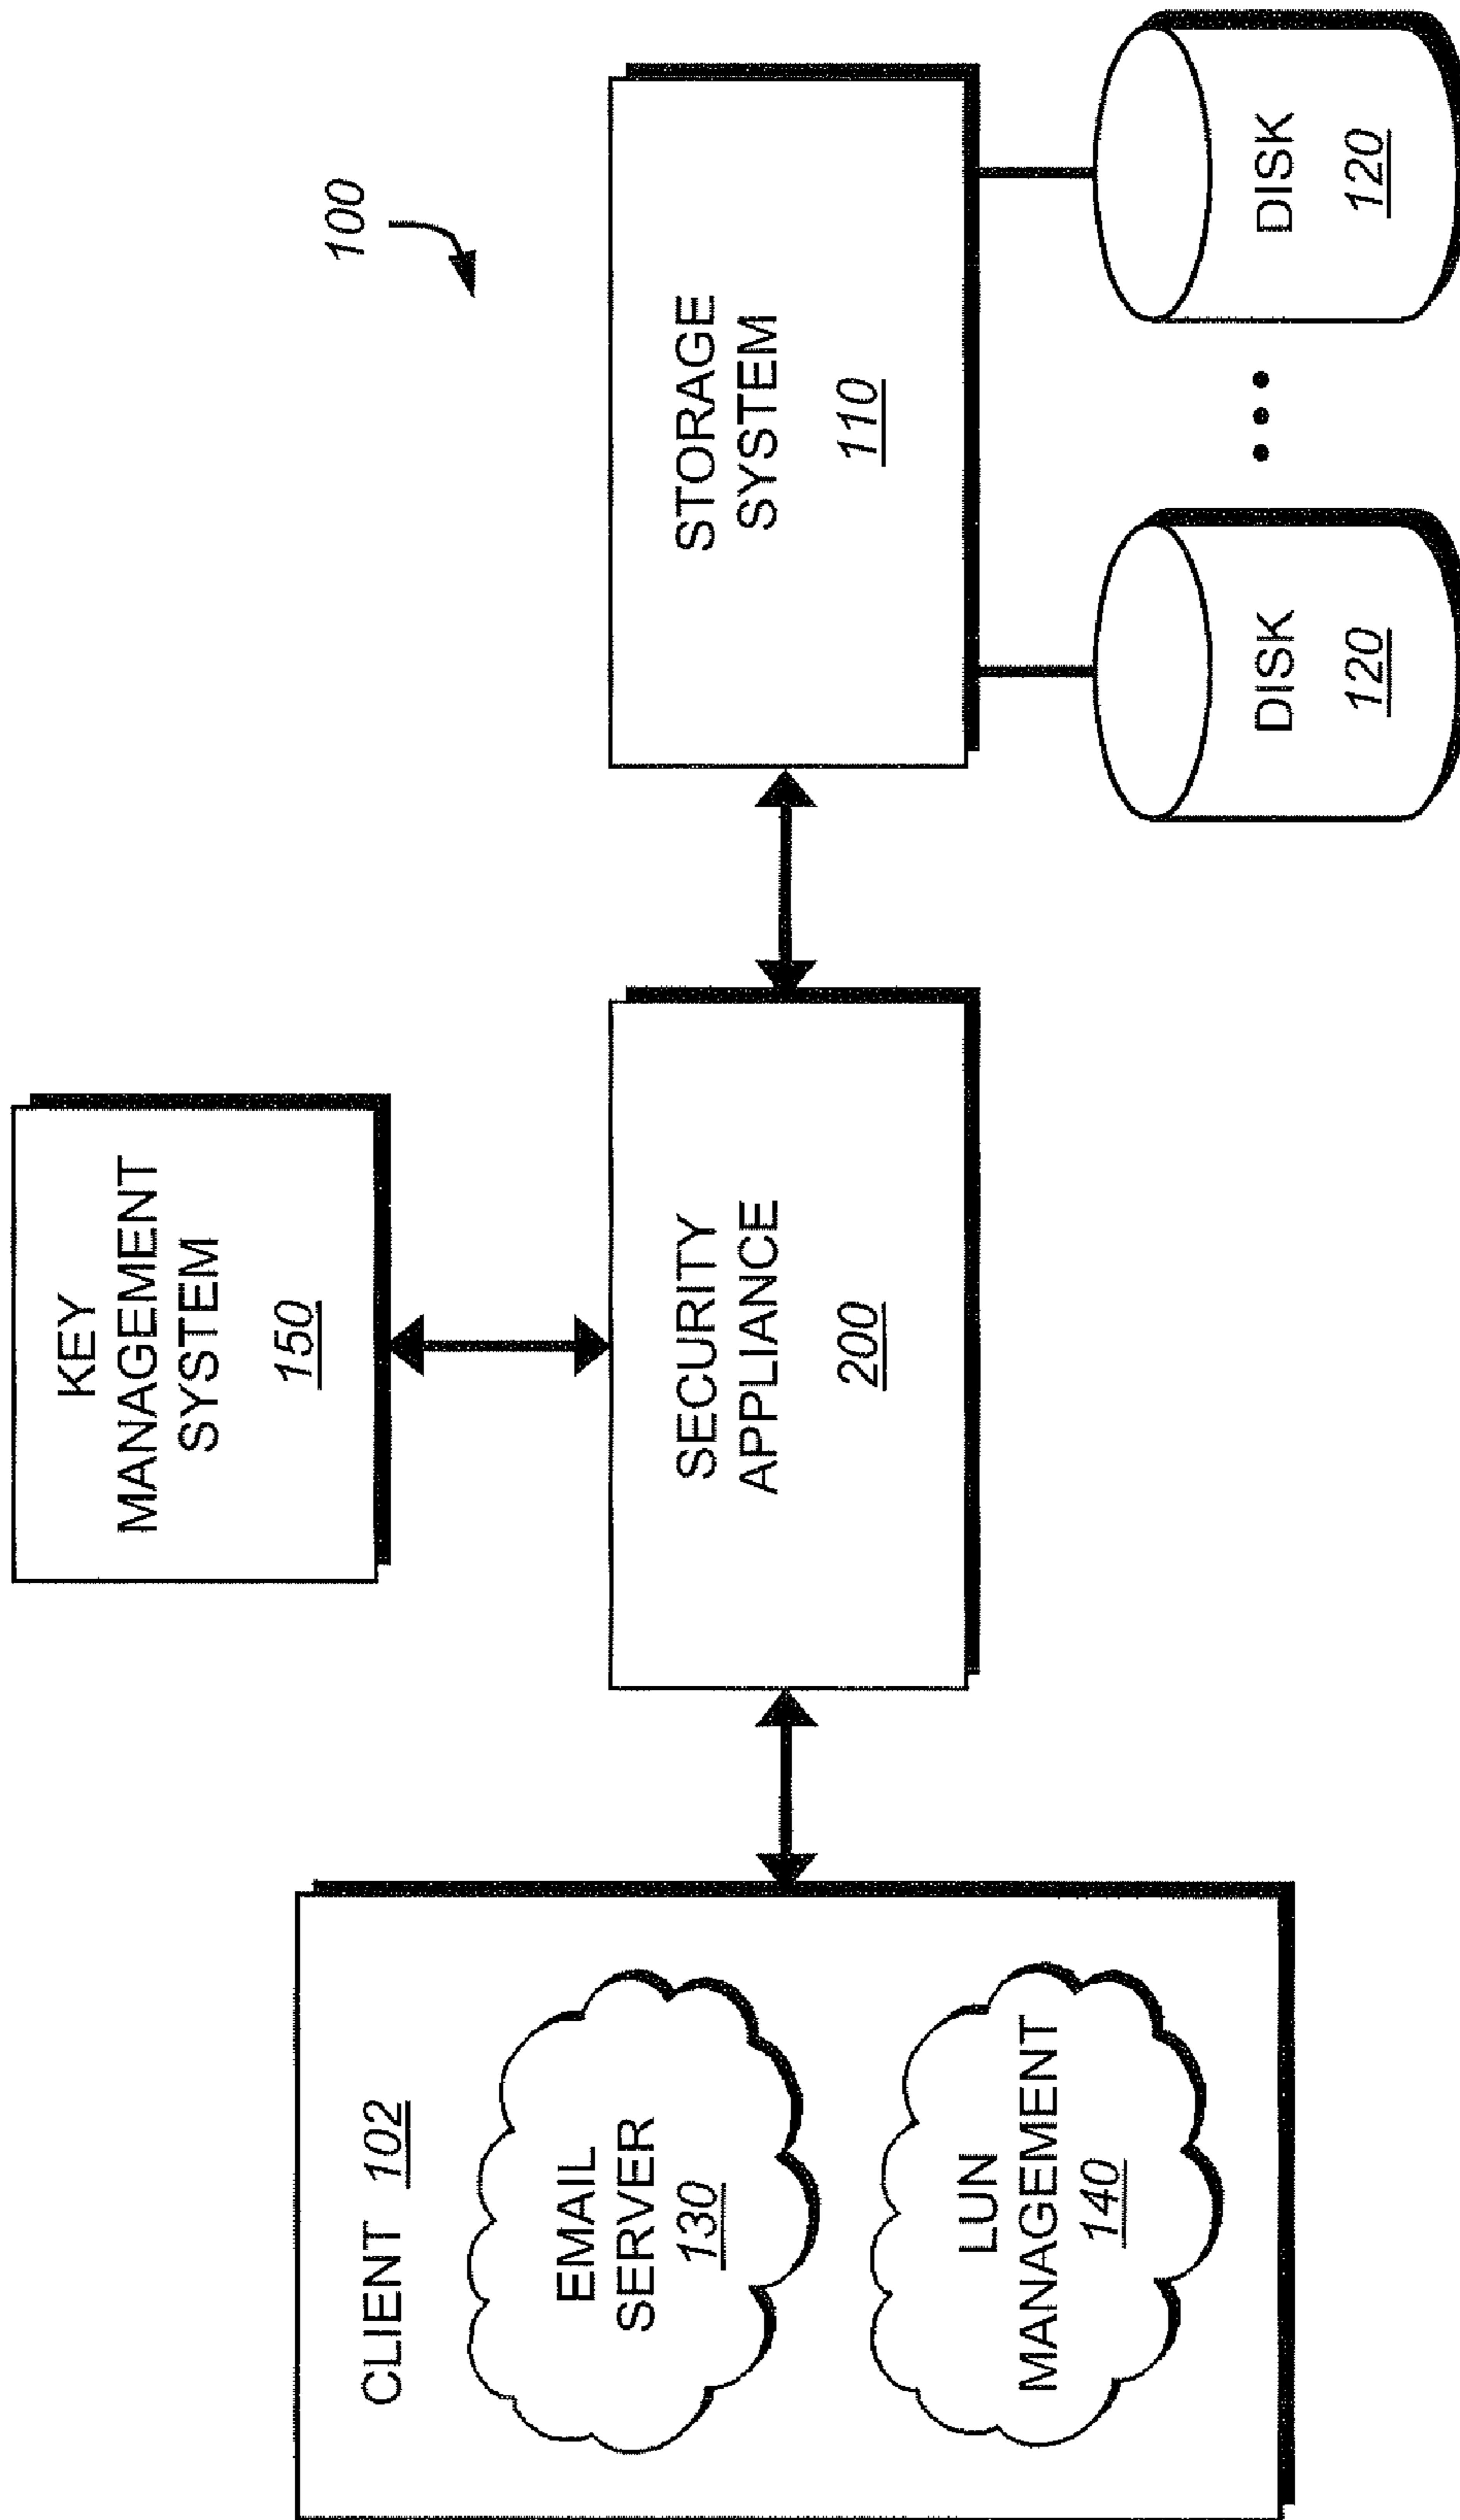 100
KEY
MANAGEMENT
SYSTEM
150
CLIENT 102
EMAIL
SERVER
130
LUN
MANAGEMENT
140
SECURITY
APPLIANCE
200
STORAGE
SYSTEM
110
DISK
120
DISK
120